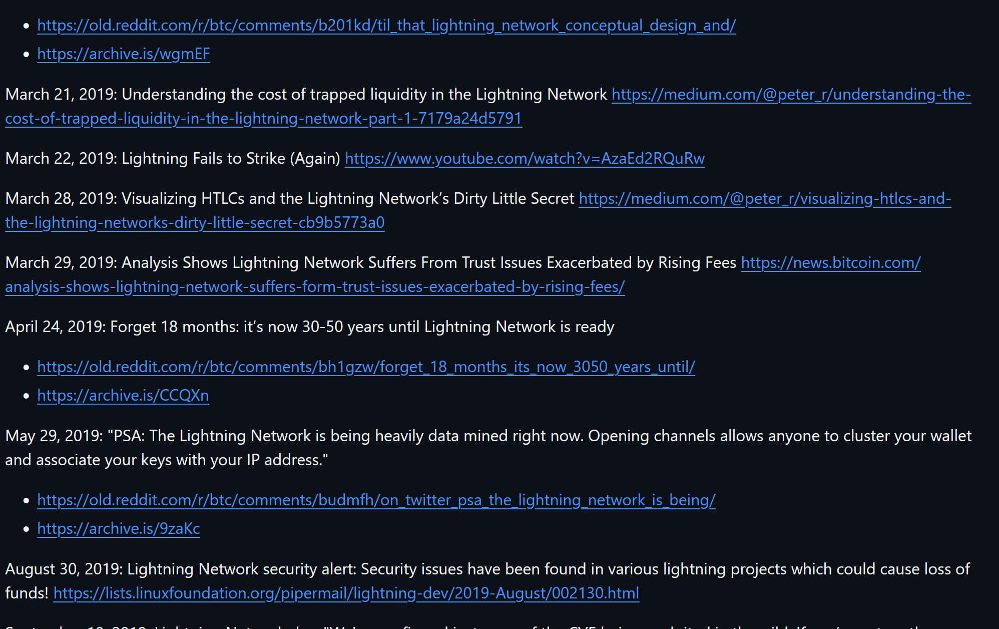 https://old.reddit.com/r/btc/comments/b201kd/til_that_lightning_network_conceptual_design_and/
https://archive.is/wgmEF
March 21, 2019: Understanding the cost of trapped liquidity in the Lightning Network https://medium.com/@peter_r/understanding-the-
cost-of-trapped-liquidity-in-the-lightning-network-part-1-7179a24d5791
March 22, 2019: Lightning Fails to Strike (Again) https://www.youtube.com/watch?v=AzaEd2RQuRw
March 28, 2019: Visualizing HTLCs and the Lightning Network’s Dirty Little Secret https://medium.com/@peter_r/visualizing-htlcs-and-
the-lightning-networks-dirty-little-secret-cb9b5773a0
March 29, 2019: Analysis Shows Lightning Network Suffers From Trust Issues Exacerbated by Rising Fees https://news.bitcoin.com/
analysis-shows-lightning-network-suffers-form-trust-issues-exacerbated-by-rising-fees/
April 24, 2019: Forget 18 months: it’s now 30-50 years until Lightning Network is ready
https://old.reddit.com/r/btc/comments/bh1gzw/forget_18_months_its_now_3050_years_until/
https://archive.is/CCQXn
May 29, 2019: "PSA: The Lightning Network is being heavily data mined right now. Opening channels allows anyone to cluster your wallet
and associate your keys with your IP address."
https://old.reddit.com/r/btc/comments/budmfh/on_twitter_psa_the_lightning_network_is_being/
https://archive.is/9zaKc
August 30, 2019: Lightning Network security alert: Security issues have been found in various lightning projects which could cause loss of
funds! https://lists.linuxfoundation.org/pipermail/lightning-dev/2019-August/002130.html